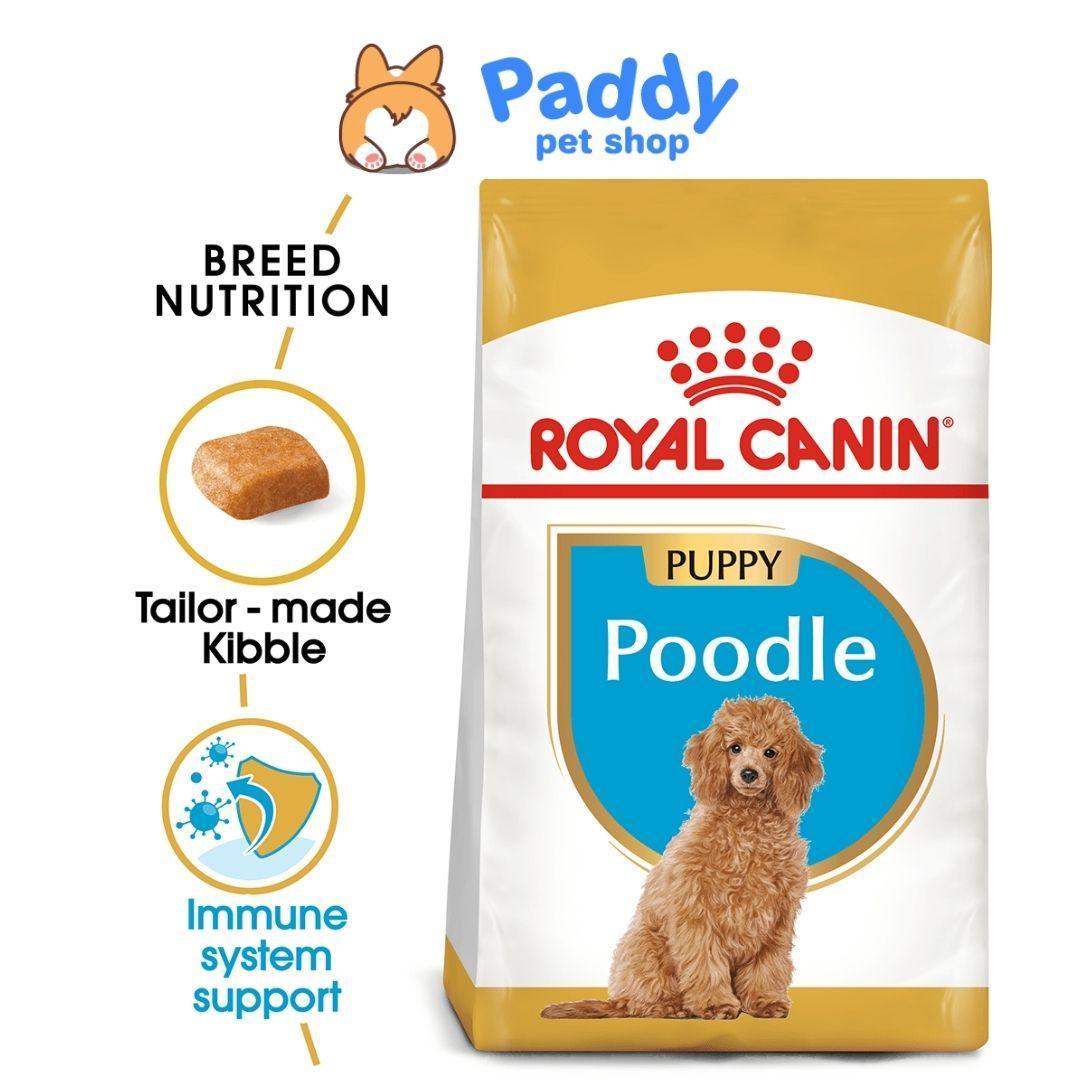 Paddy
pet shop
BREED
NUTRITION
Tailor - made
Kibble
Immune
system
support
ROYAL CANIN®
PUPPY
Poodle